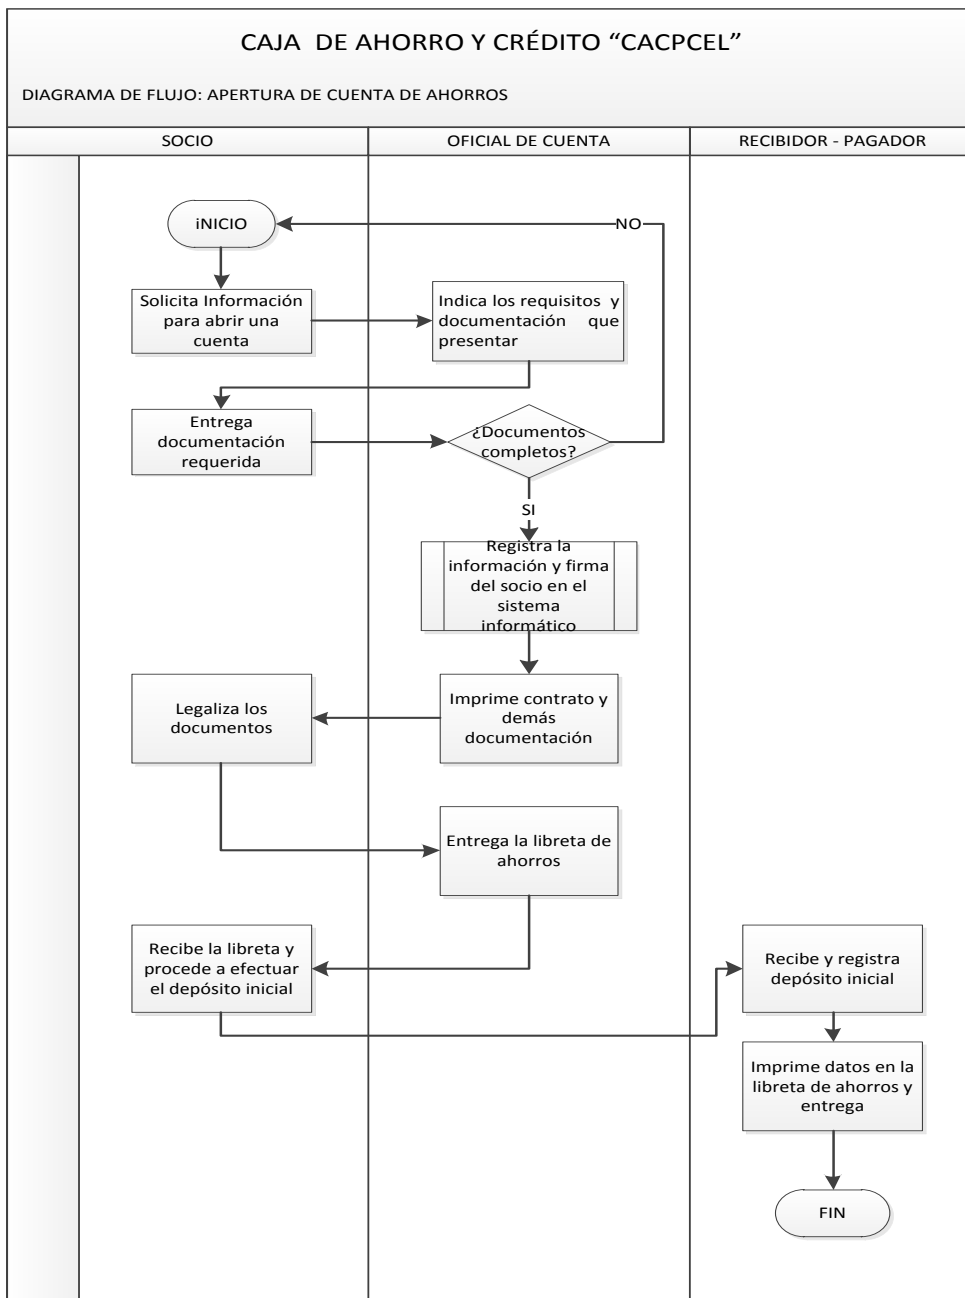 CAJA DE AHORRO Y CRÉDITO “CACPCEL”
DIAGRAMA DE FLUJO: APERTURA DE CUENTA DE AHORROS
SOCIO
OFICIAL DE CUENTA
RECIBIDOR - PAGADOR
iNICIO
NO
Solicita Información
para abrir una
cuenta
Indica los requisitos y
documentación que
presentar
Entrega
documentación
requerida
¿Documentos
completos?
SI
Registra la
información y firma
del socio en el
sistema
informático
Imprime contrato y
demás
documentación
Legaliza los
documentos
Entrega la libreta de
ahorros
Recibe la libreta y
procede a efectuar
el depósito inicial
Recibe y registra
depósito inicial
Imprime datos en la
libreta de ahorros y
entrega
FIN